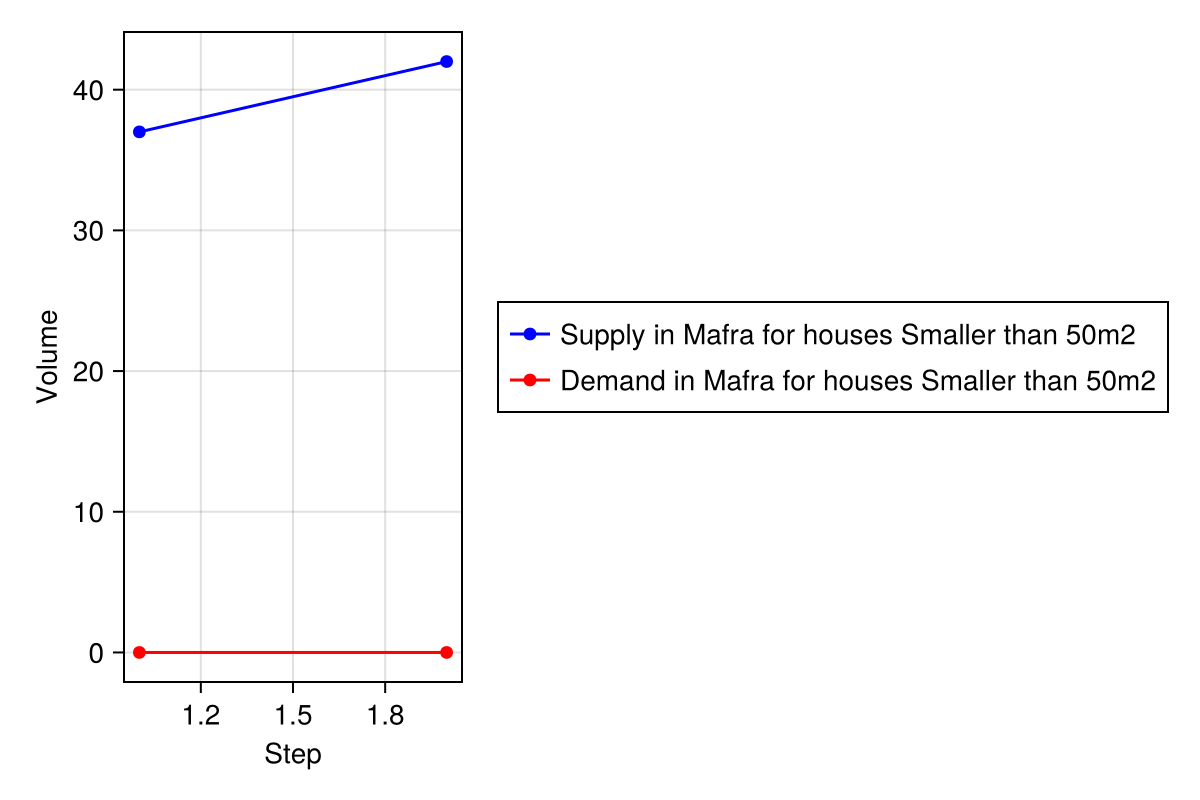 40
30
20
10
0
Volume
1.2 1.5 1.8
Step
Supply in Mafra for houses Smaller than 50m2
Demand in Mafra for houses Smaller than 50m2